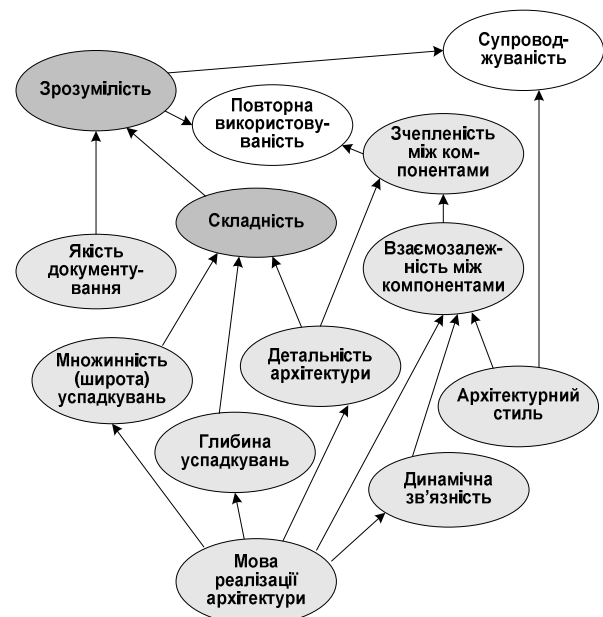 Супровод-
жуваність
Зрозумілість
Повторна
використову-
ваність
Зчепленість
між ком-
понентами
Складність
Якість
документу-
вання
Взаємозалеж-
ність між
компонентами
Множинність
(широта)
успадкувань
Детальність
архітектури
Архітектурний
стиль
Глибина
успадкувань
Динамічна
зв’язність
Мова
реалізації
архітектури